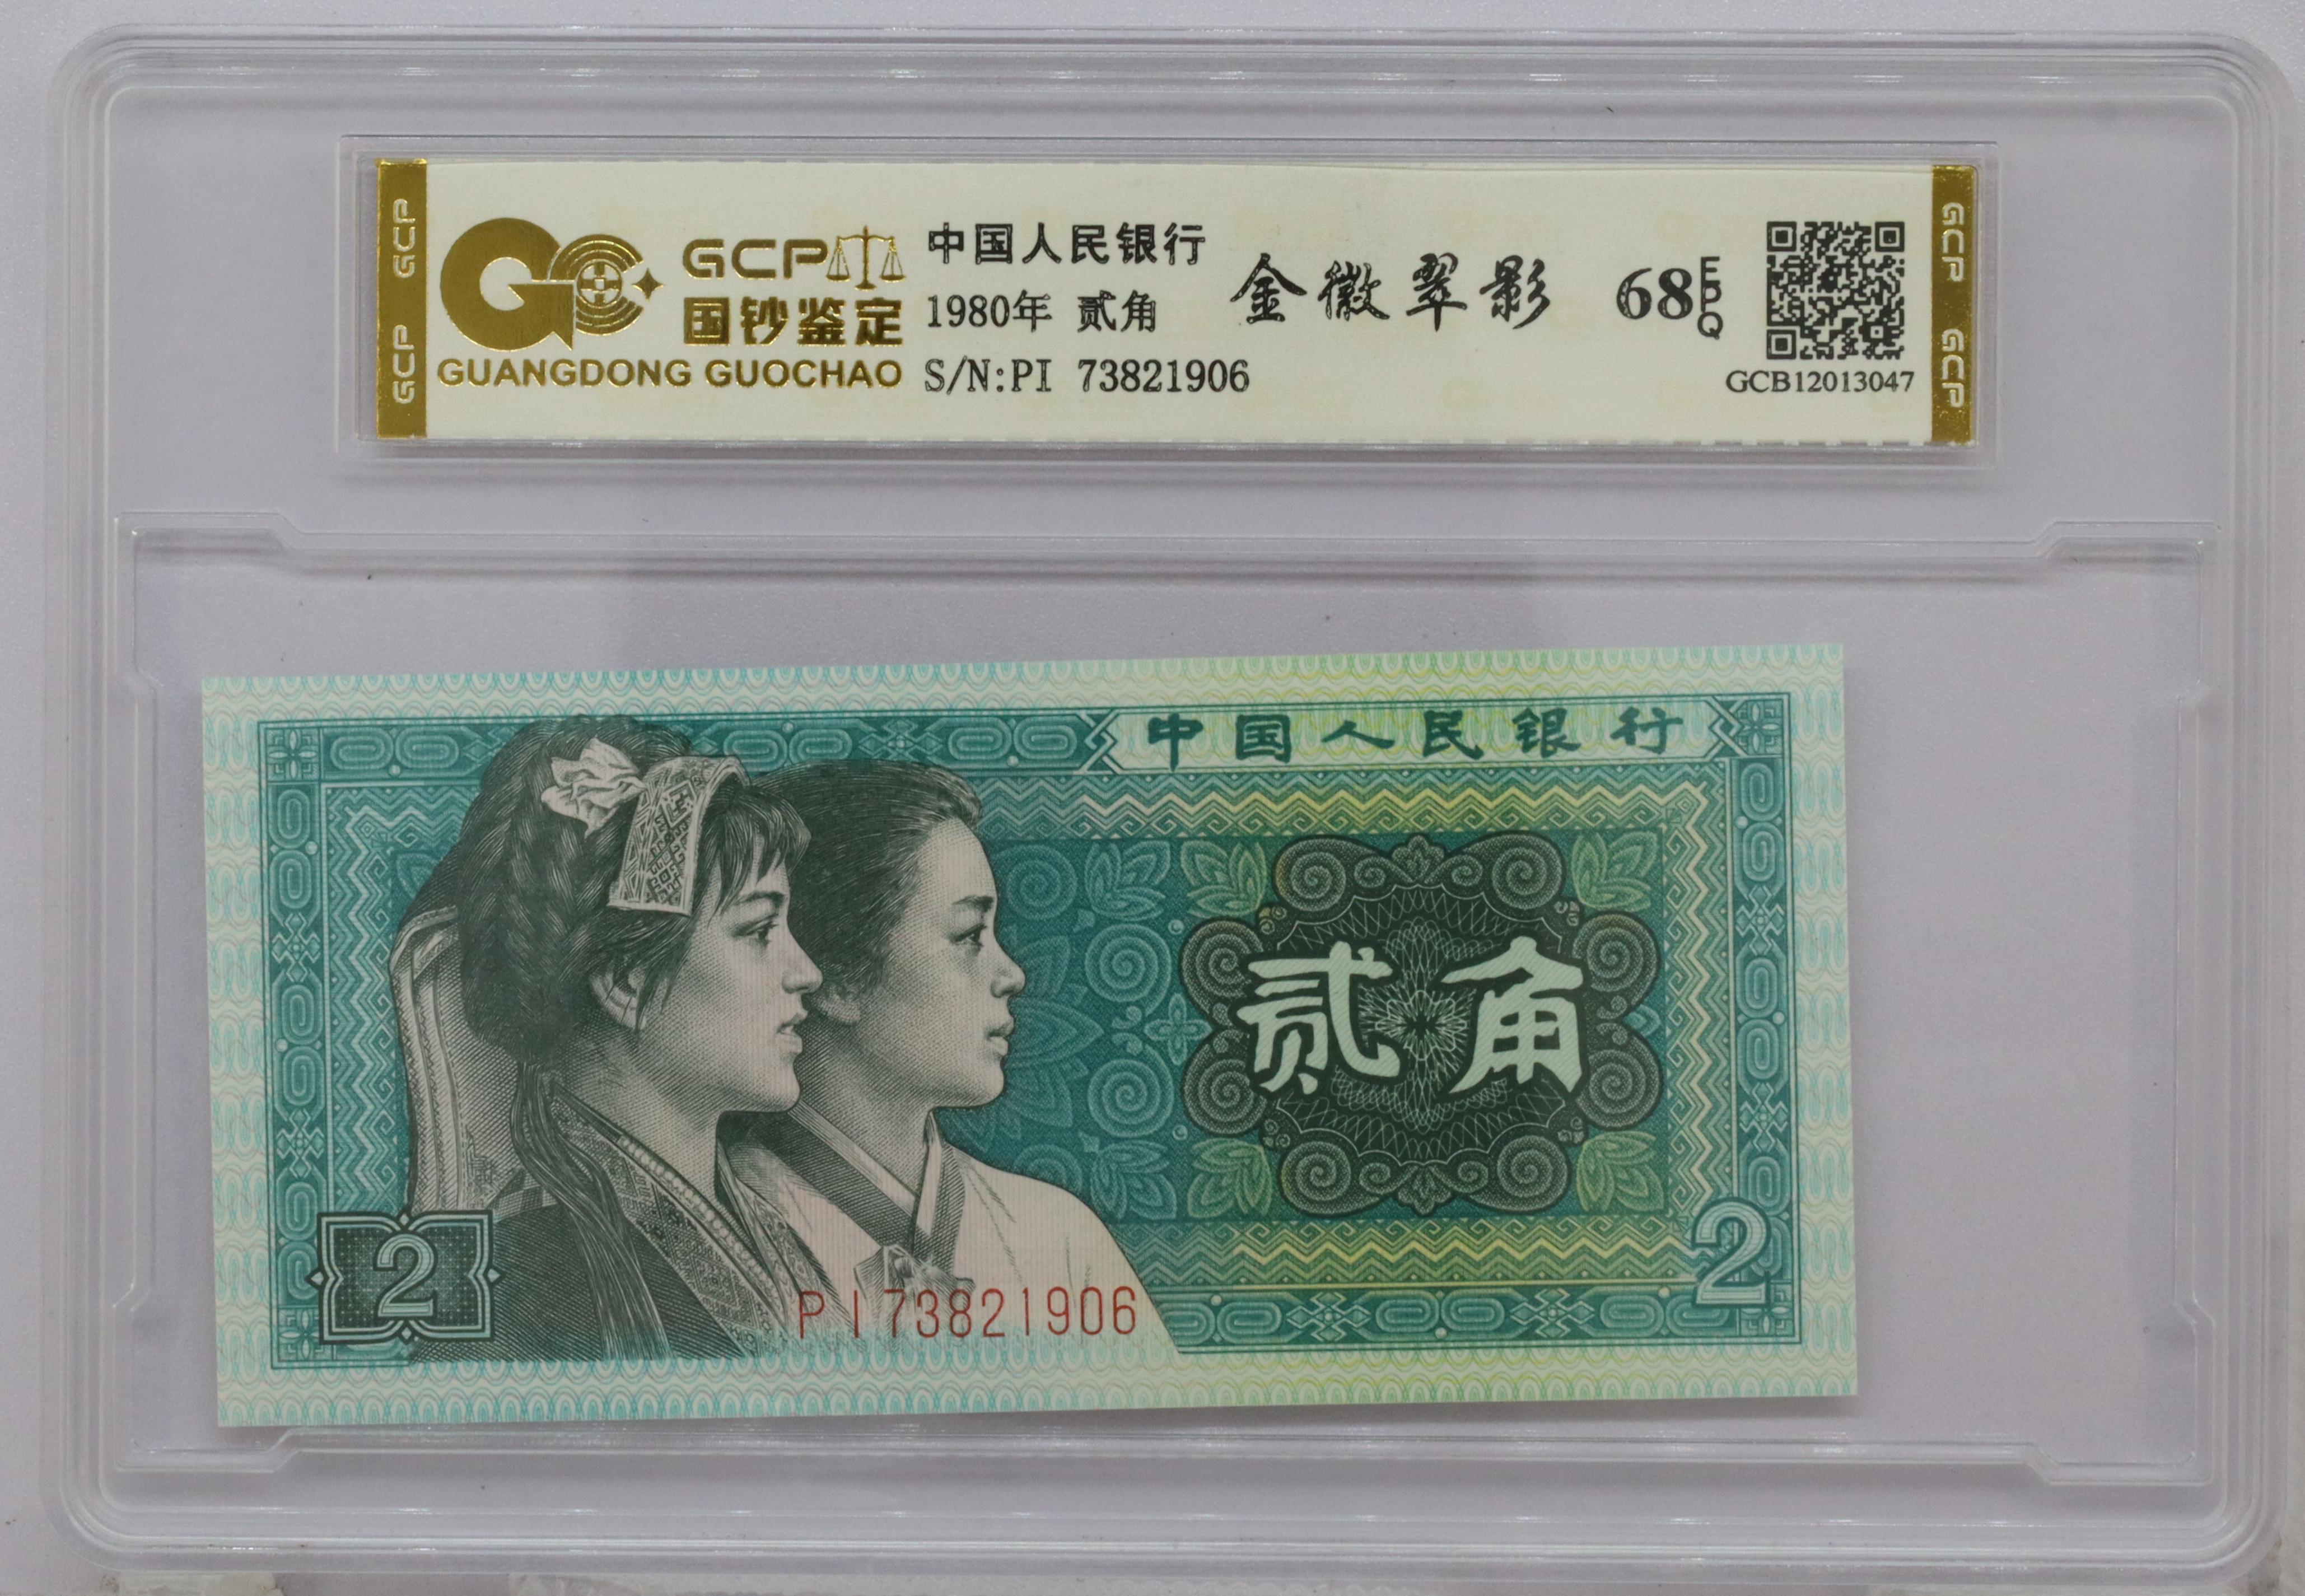 GCP
GCP
GCP
国钞鉴定
GUANGDONG GUOCHAO
中国人民银行
1980年 贰角
S/N:PI 73821906
金徽翠影
68 EPQ
GCB12013047
GCP
GCP
中国人民银行
贰角
2
2
PI73821906